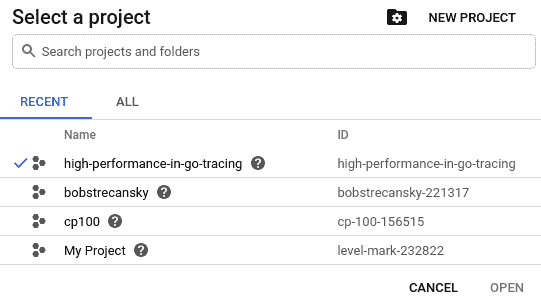 Select a project
NEW PROJECT
Search projects and folders
RECENT ALL
Name ID
high-performance-in-go-tracing high-performance-in-go-tracing
bobstrecansky bobstrecansky-221317
cp100 cp-100-156515
My Project level-mark-232822
CANCEL OPEN